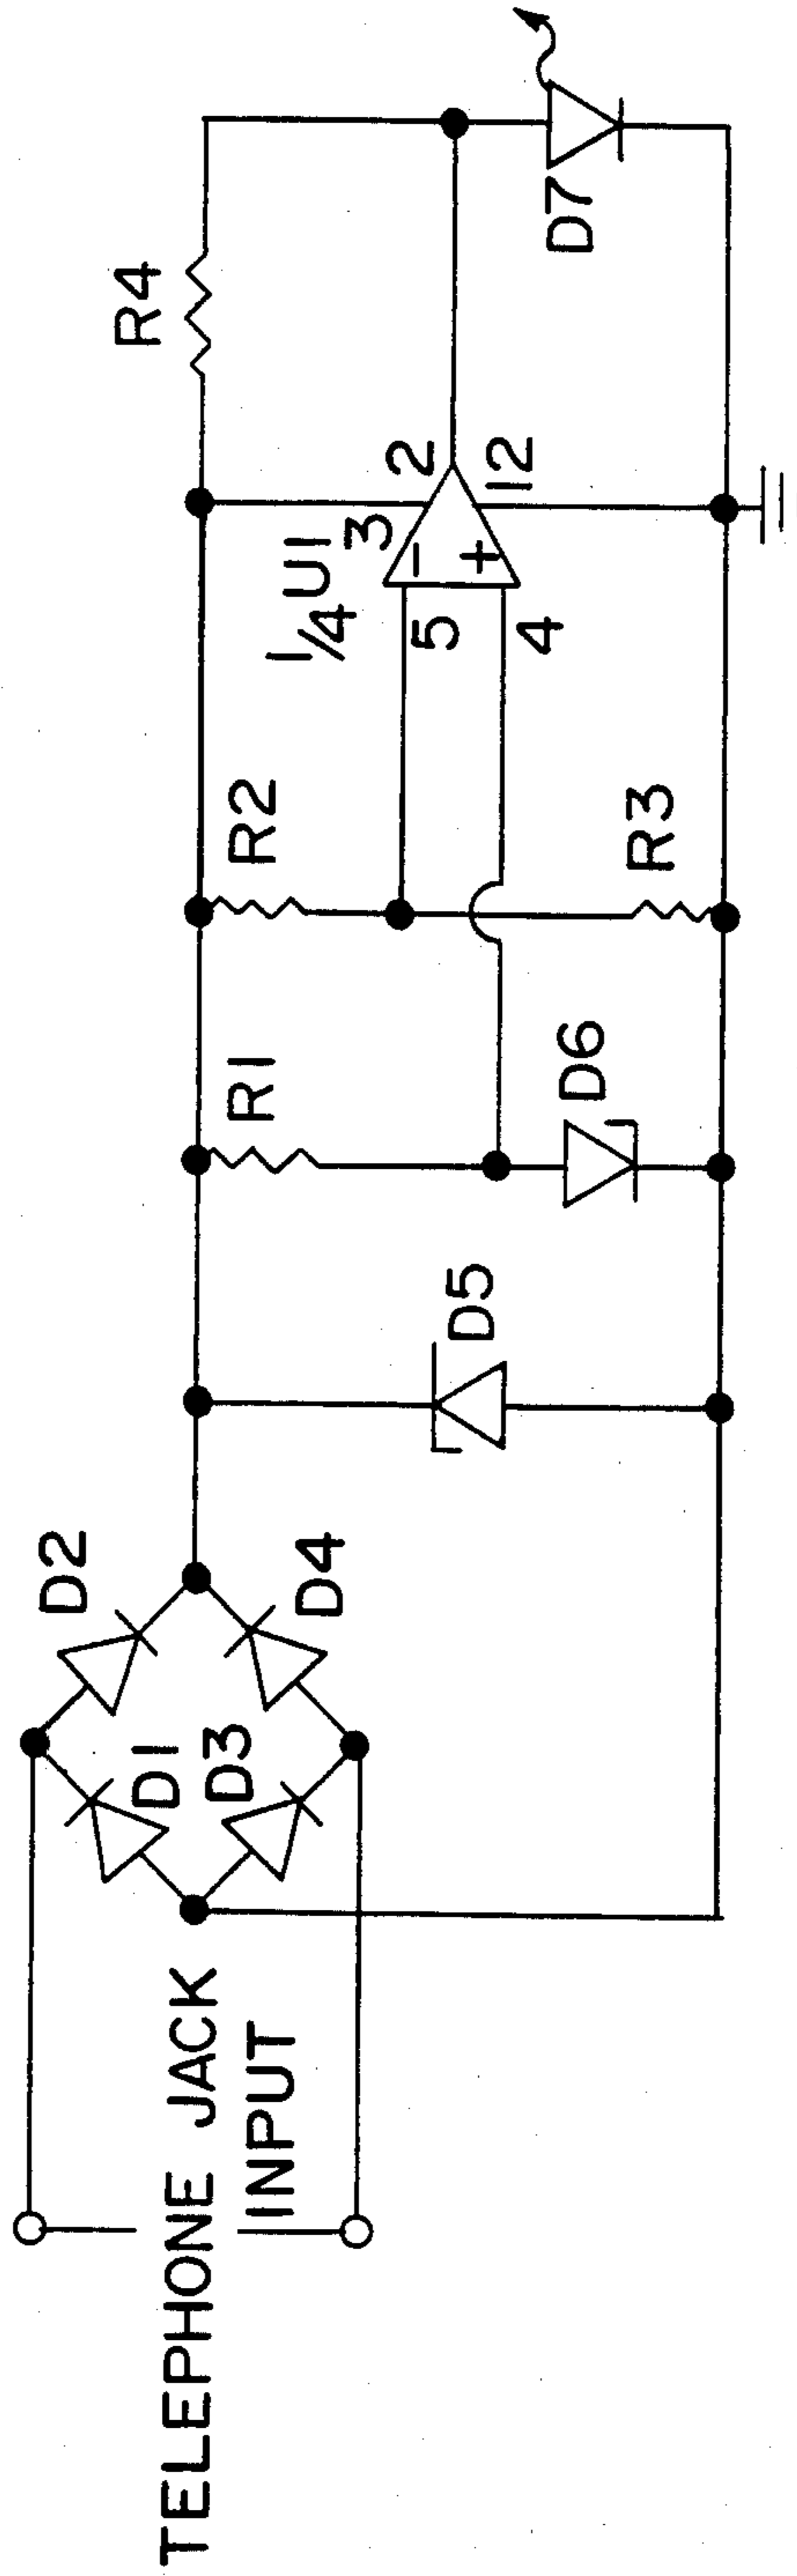 TELEPHONE JACK
INPUT
D1
D2
D3
D4
D5
D6
R1
R2
R3
1/4 U1
3
2
5
4
12
-
+
R4
D7